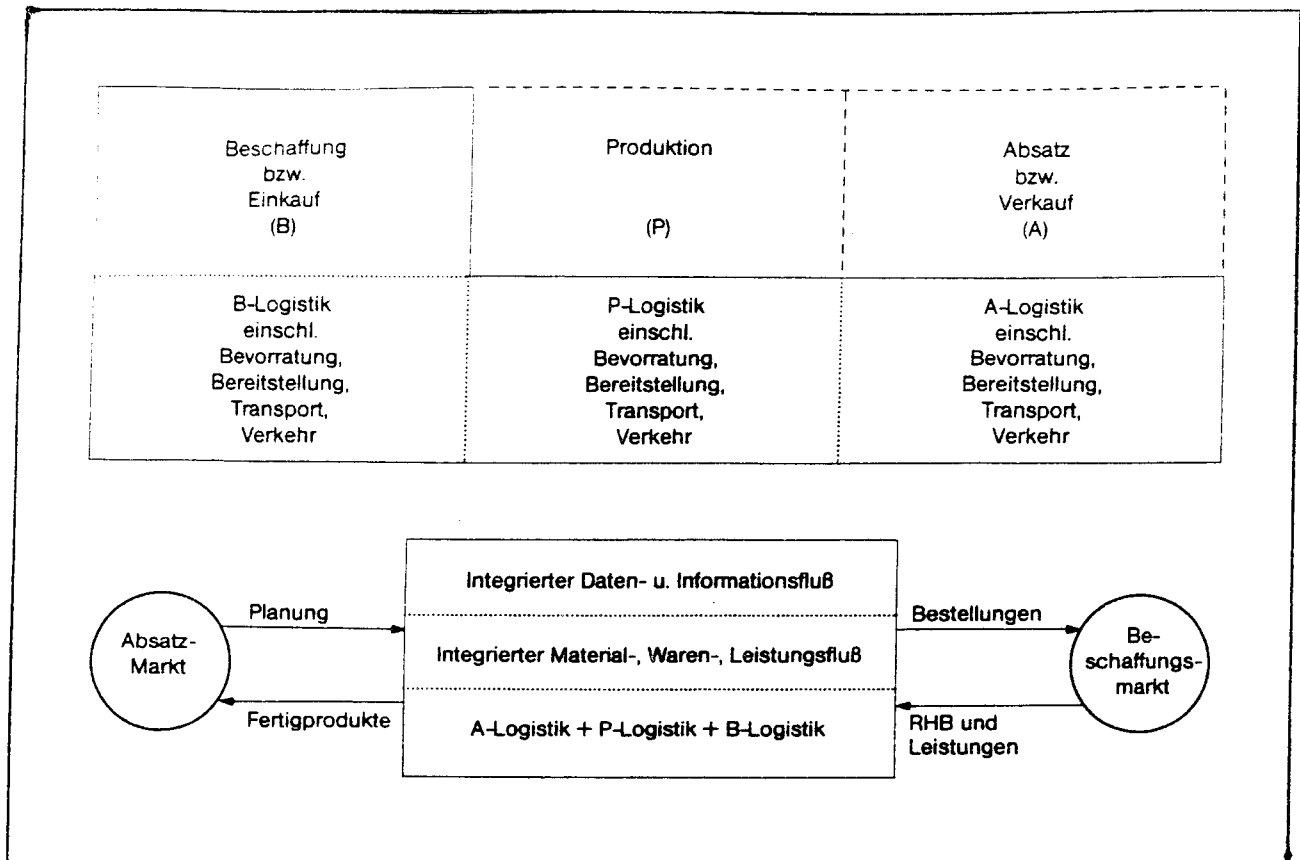 Beschaffung
bzw.
Einkauf
(B)
Produktion
(P)
Absatz
bzw.
Verkauf
(A)
B-Logistik
einschl.
Bevorratung,
Bereitstellung,
Transport,
Verkehr
P-Logistik
einschl.
Bevorratung,
Bereitstellung,
Transport,
Verkehr
A-Logistik
einschl.
Bevorratung,
Bereitstellung,
Transport,
Verkehr
Absatz-
Markt
Planung
Fertigprodukte
Integrierter Daten- u. Informationsfluß
Integrierter Material-, Waren-, Leistungsfluß
A-Logistik + P-Logistik + B-Logistik
Bestellungen
RHB und
Leistungen
Be-
schaffungs-
markt